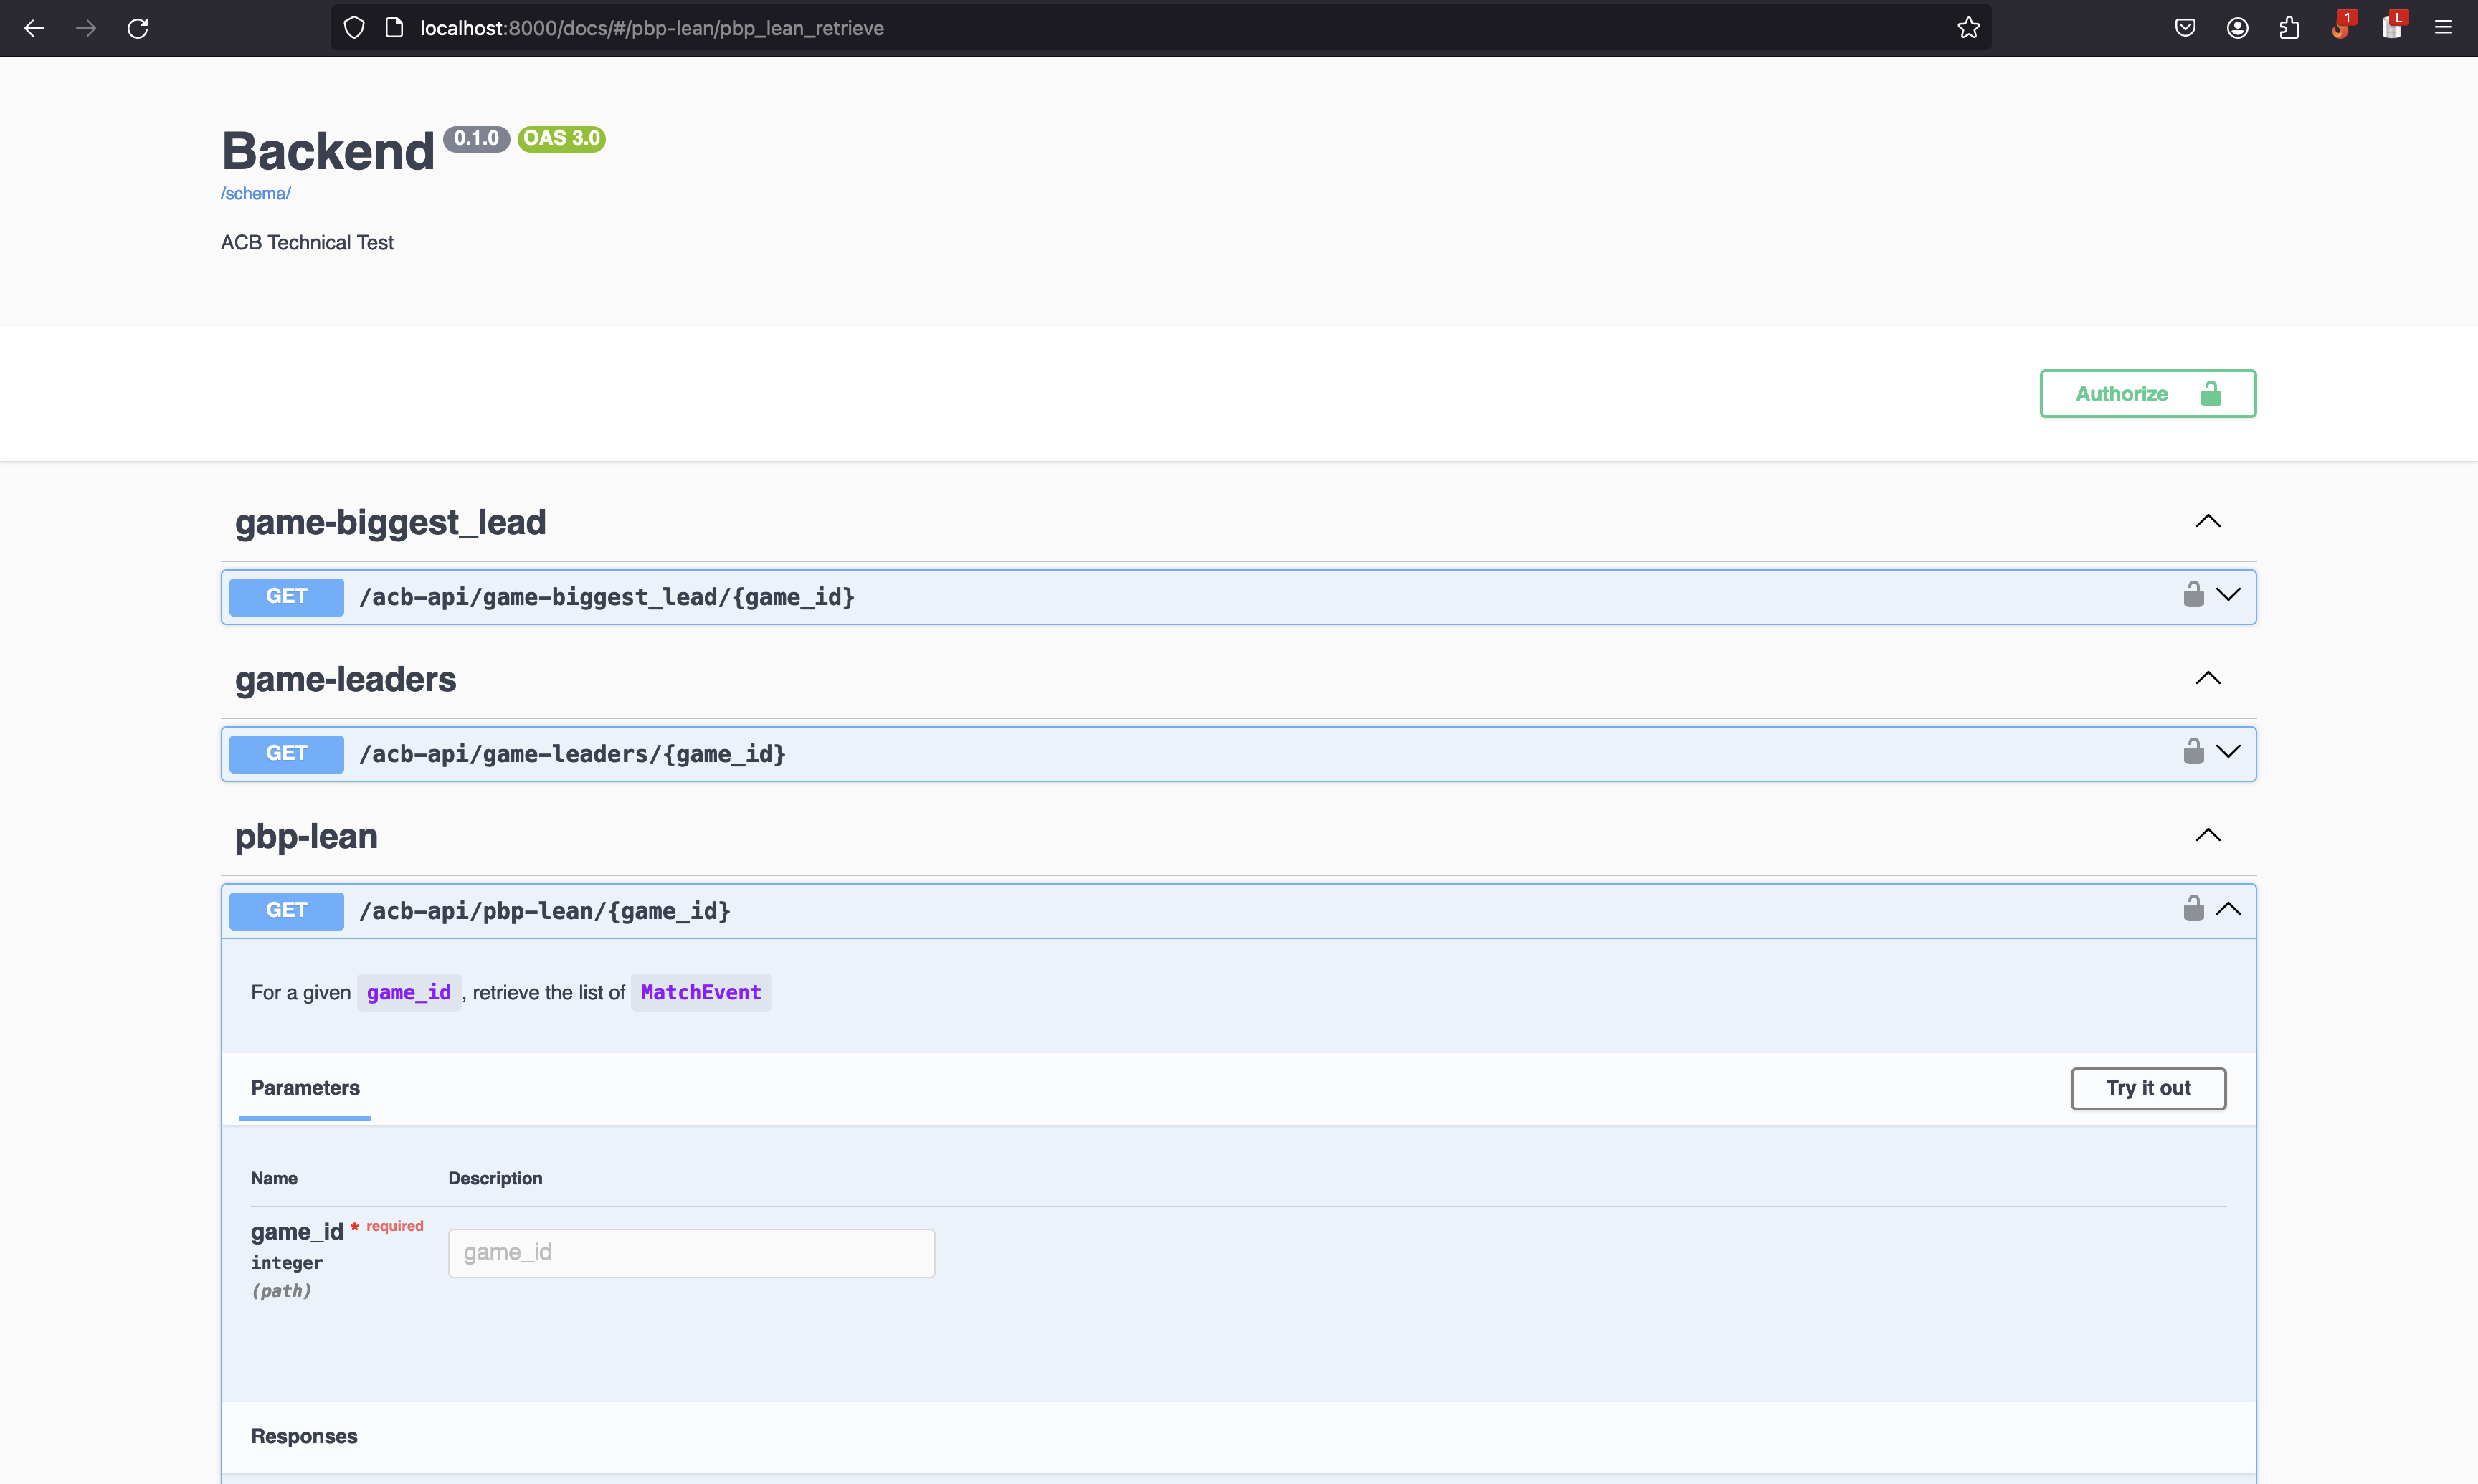 localhost:8000/docs/#/pbp-lean/pbp_lean_retrieve
1
L
Backend 0.1.0 OAS 3.0
/schema/
ACB Technical Test
Authorize
game-biggest_lead
GET /acb-api/game-biggest_lead/{game_id}
game-leaders
GET /acb-api/game-leaders/{game_id}
pbp-lean
GET /acb-api/pbp-lean/{game_id}
For a given game_id , retrieve the list of MatchEvent
Parameters
Try it out
Name Description
game_id * required
integer
(path)
game_id
Responses